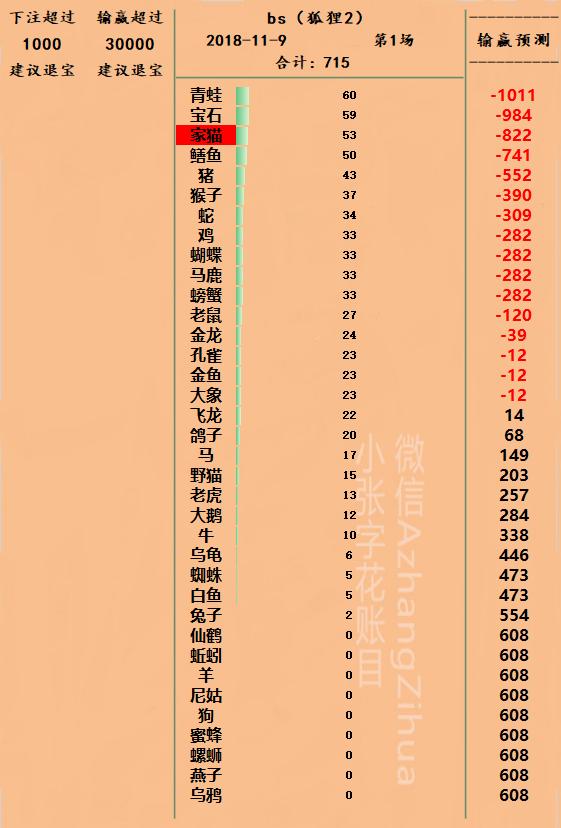 下注超过 输赢超过
1000 30000
建议退宝 建议退宝
bs（狐狸2）
2018-11-9 第1场
合计：715
输赢预测
青蛙 60 -1011
宝石 59 -984
家猫 53 -822
鳝鱼 50 -741
猪 43 -552
猴子 37 -390
蛇 34 -309
鸡 33 -282
蝴蝶 33 -282
马鹿 33 -282
螃蟹 33 -282
老鼠 27 -120
金龙 24 -39
孔雀 23 -12
金鱼 23 -12
大象 23 -12
飞龙 22 14
鸽子 20 68
马 17 149
野猫 15 203
老虎 13 257
大鹅 12 284
牛 10 338
乌龟 6 446
蜘蛛 5 473
白鱼 5 473
兔子 2 554
仙鹤 0 608
蚯蚓 0 608
羊 0 608
尼姑 0 608
狗 0 608
蜜蜂 0 608
螺蛳 0 608
燕子 0 608
乌鸦 0 608
微信AzhangZihua
小张字花账目